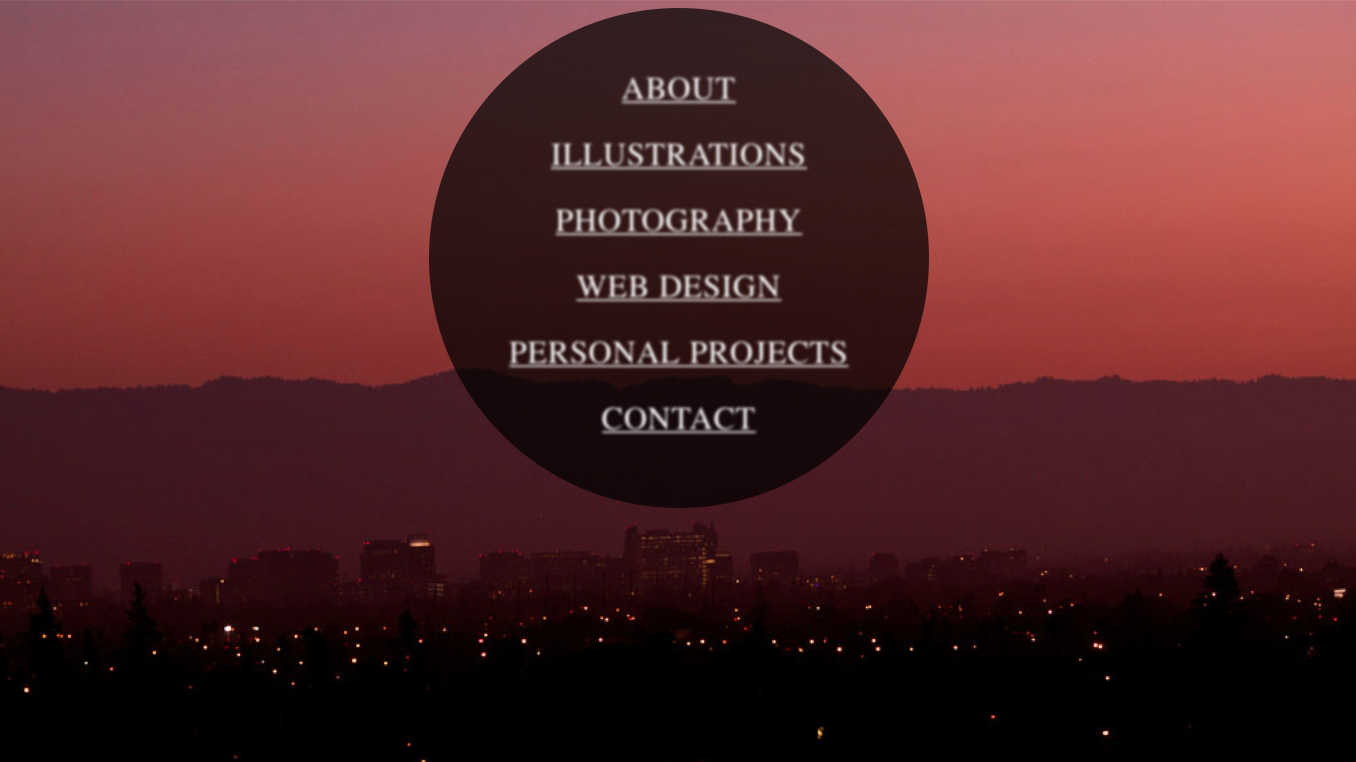 ABOUT
ILLUSTRATIONS
PHOTOGRAPHY
WEB DESIGN
PERSONAL PROJECTS
CONTACT